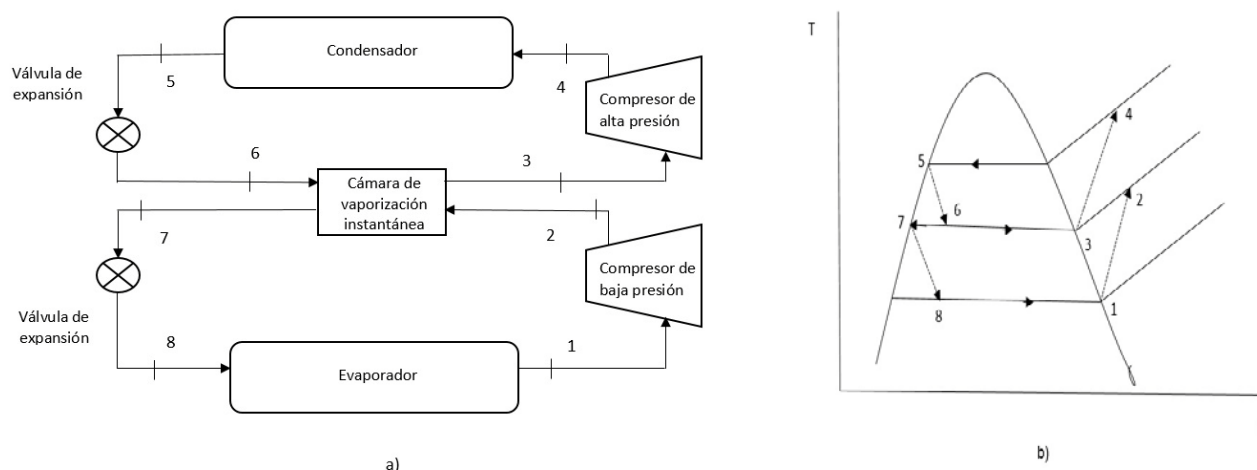 Condensador
5
4
Válvula de
expansión
Compresor de
alta presión
6
3
Cámara de
vaporización
instantánea
7
2
Compresor de
baja presión
Válvula de
expansión
8
1
Evaporador
a)
T
4
5
2
6
7
3
8
1
b)